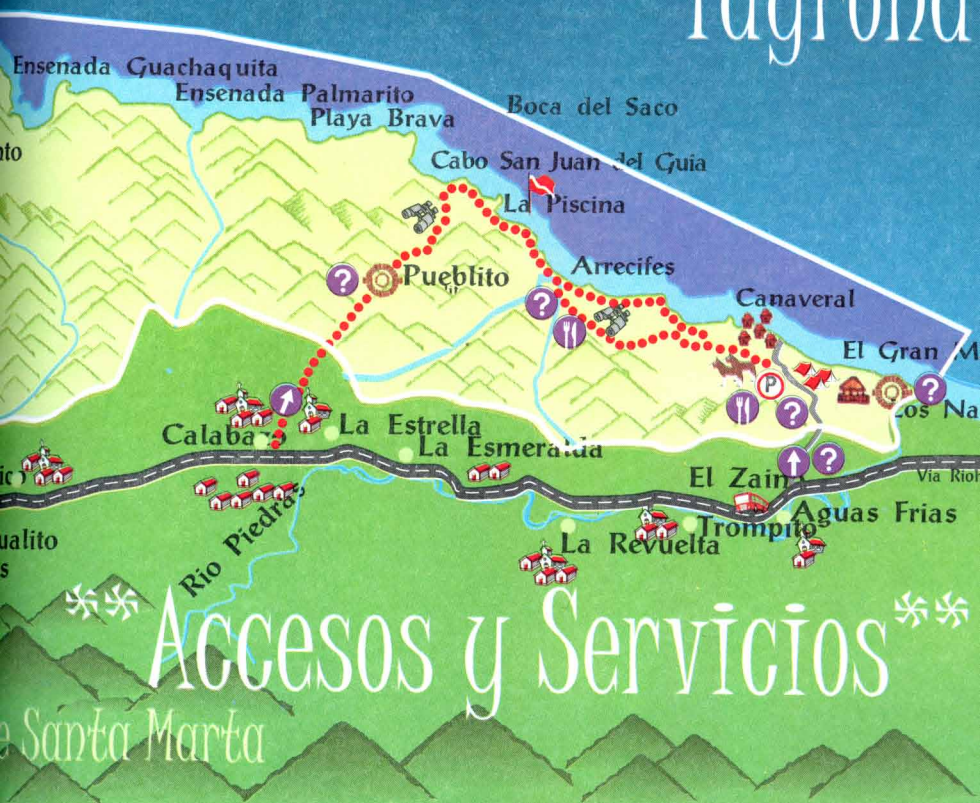 Ensenada Guachaquita
Ensenada Palmarito
Playa Brava
Boca del Saco
Cabo San Juan del Guia
La Piscina
Arrecifes
Pueblito
?
?
Canaveral
El Gran M
P
?
?
Los Na
La Estrella
Calabazo
La Esmeralda
El Zaino
?
Via Rioh
Aguas Frias
Trompito
La Revuelta
Rio Piedras
ualito
s
Accesos y Servicios
e Santa Marta